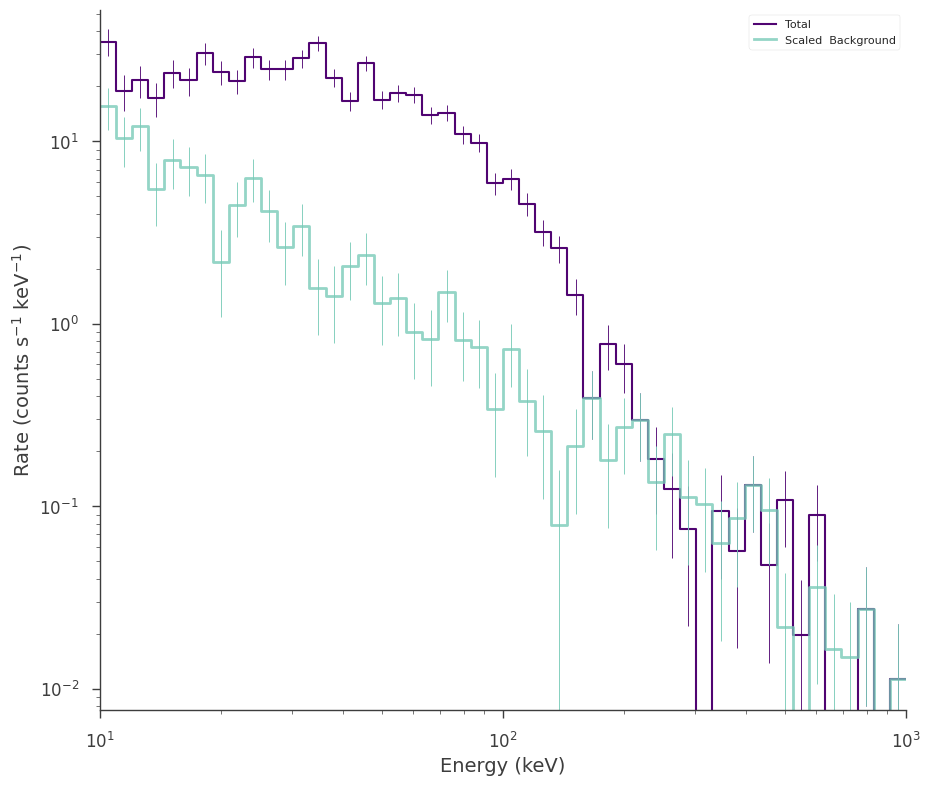 Total
Scaled Background
Rate (counts s⁻¹ keV⁻¹)
10¹
10⁰
10⁻¹
10⁻²
10¹ 10² 10³
Energy (keV)